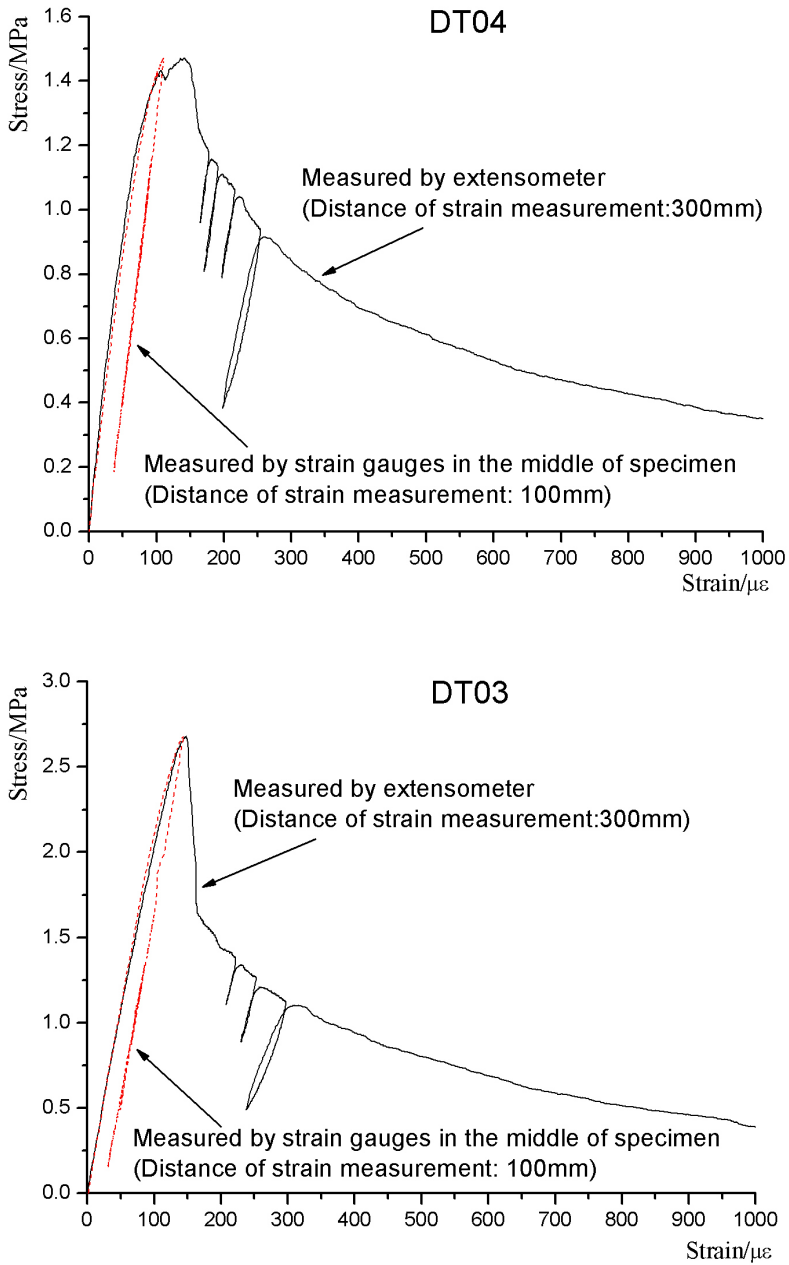 DT04
Stress/MPa
1.6
1.4
1.2
1.0
0.8
0.6
0.4
0.2
0.0
Measured by extensometer
(Distance of strain measurement:300mm)
Measured by strain gauges in the middle of specimen
(Distance of strain measurement: 100mm)
0 100 200 300 400 500 600 700 800 900 1000
Strain/με
DT03
Stress/MPa
3.0
2.5
2.0
1.5
1.0
0.5
0.0
Measured by extensometer
(Distance of strain measurement:300mm)
Measured by strain gauges in the middle of specimen
(Distance of strain measurement: 100mm)
0 100 200 300 400 500 600 700 800 900 1000
Strain/με